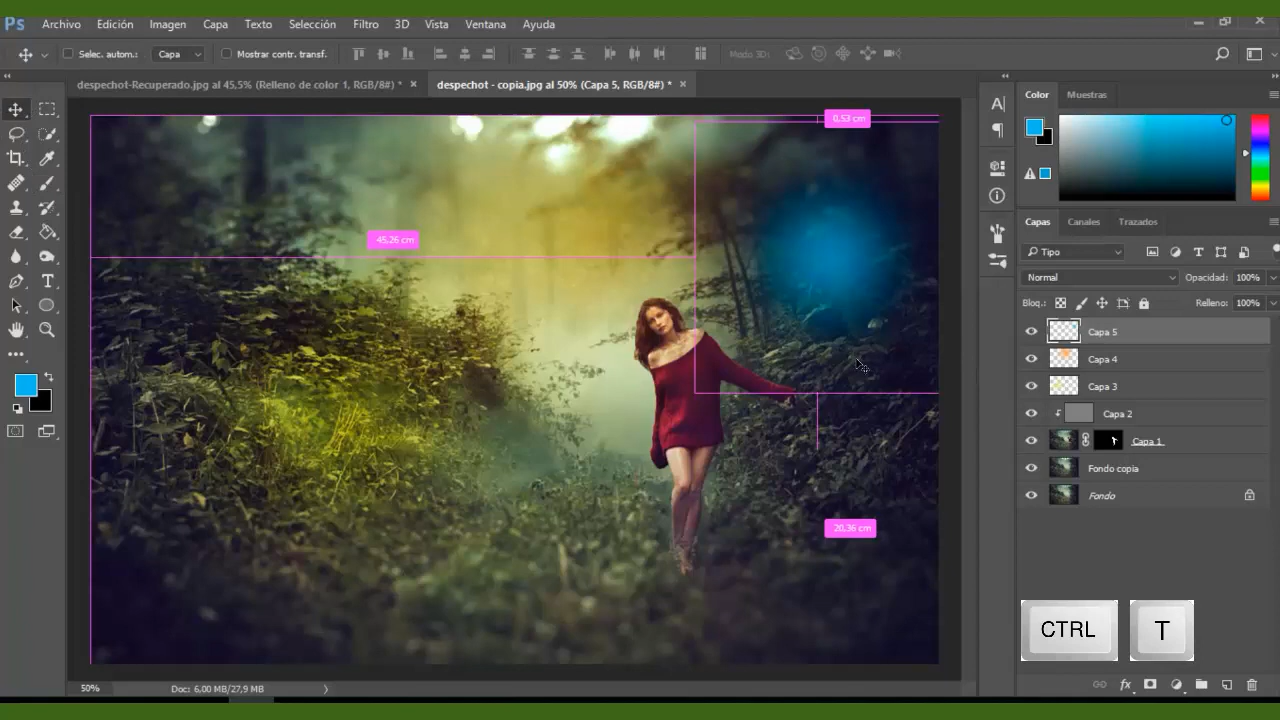 Ps Archivo Edición Imagen Capa Texto Selección Filtro 3D Vista Ventana Ayuda
Selec. autom.: Capa Mostrar contr. transf. Modo 3D:
despechot-Recuperado.jpg al 45,5% (Relleno de color 1, RGB/8#) * × despechot - copia.jpg al 50% (Capa 5, RGB/8#) * ×
Color Muestras
0,53 cm
45,26 cm
20,36 cm
Capas Canales Trazados
Tipo
Normal Opacidad: 100%
Bloq.: Relleno: 100%
Capa 5
Capa 4
Capa 3
Capa 2
Capa 1
Fondo copia
Fondo
CTRL T
fx
50% Doc: 6,00 MB/27,9 MB